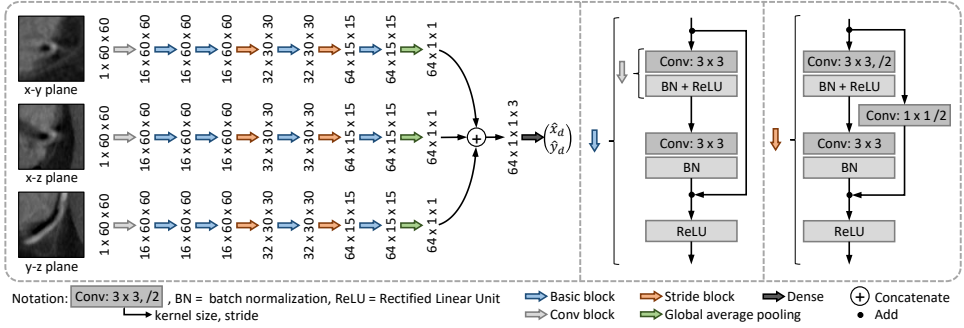 x-y plane
1 x 60 x 60
16 x 60 x 60
16 x 60 x 60
16 x 60 x 60
32 x 30 x 30
32 x 30 x 30
64 x 15 x 15
64 x 15 x 15
64 x 1 x 1
x-z plane
1 x 60 x 60
16 x 60 x 60
16 x 60 x 60
16 x 60 x 60
32 x 30 x 30
32 x 30 x 30
64 x 15 x 15
64 x 15 x 15
64 x 1 x 1
y-z plane
1 x 60 x 60
16 x 60 x 60
16 x 60 x 60
16 x 60 x 60
32 x 30 x 30
32 x 30 x 30
64 x 15 x 15
64 x 15 x 15
64 x 1 x 1
+
64 x 1 x 1 x 3
x̂d
ŷd
Conv: 3 x 3
BN + ReLU
Conv: 3 x 3
BN
ReLU
Conv: 3 x 3, /2
BN + ReLU
Conv: 1 x 1 /2
Conv: 3 x 3
BN
ReLU
Notation: Conv: 3 x 3, /2 , BN = batch normalization, ReLU = Rectified Linear Unit
kernel size, stride
Basic block Stride block Dense + Concatenate
Conv block Global average pooling Add